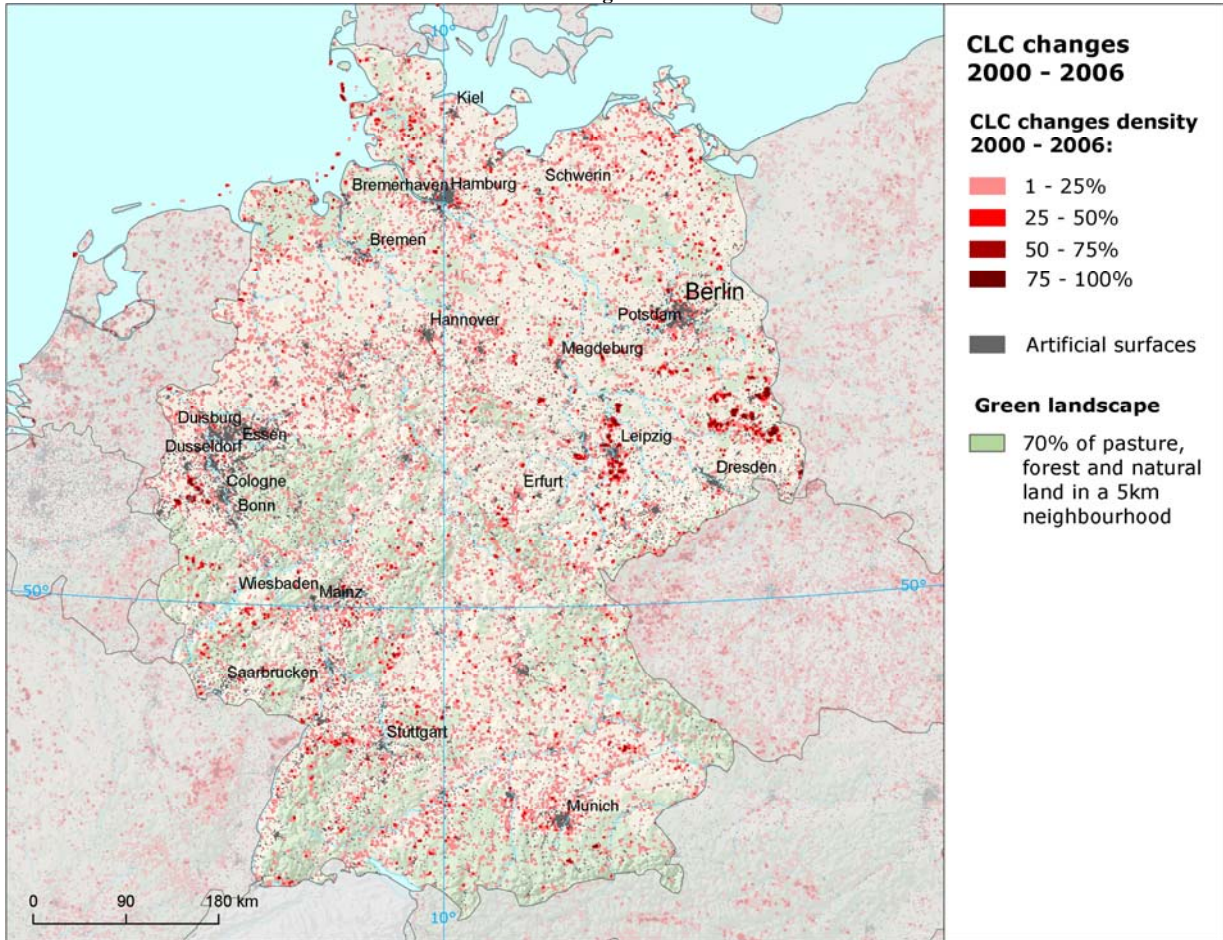 10°
Kiel
Schwerin
Bremerhaven
Hamburg
Bremen
Berlin
Potsdam
Hannover
Magdeburg
Duisburg
Essen
Dusseldorf
Leipzig
Dresden
Cologne
Erfurt
Bonn
Wiesbaden
Mainz
50°
50°
Saarbrucken
Stuttgart
Munich
0 90 180 km
10°
CLC changes
2000 - 2006
CLC changes density
2000 - 2006:
1 - 25%
25 - 50%
50 - 75%
75 - 100%
Artificial surfaces
Green landscape
70% of pasture,
forest and natural
land in a 5km
neighbourhood